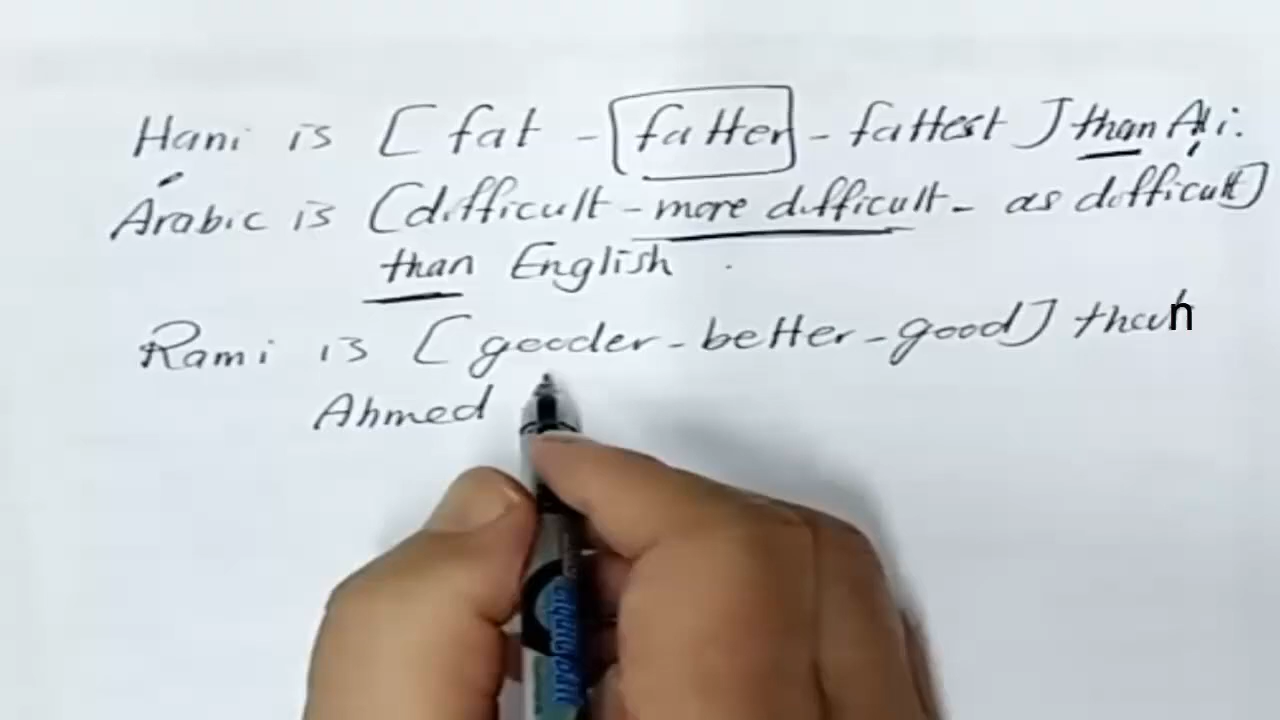 Hani is [ fat - fatter - fattest ] than Ali.
Arabic is (difficult - more difficult - as difficult]
than English.
Rami is [ gooder - better - good ] than
Ahmed